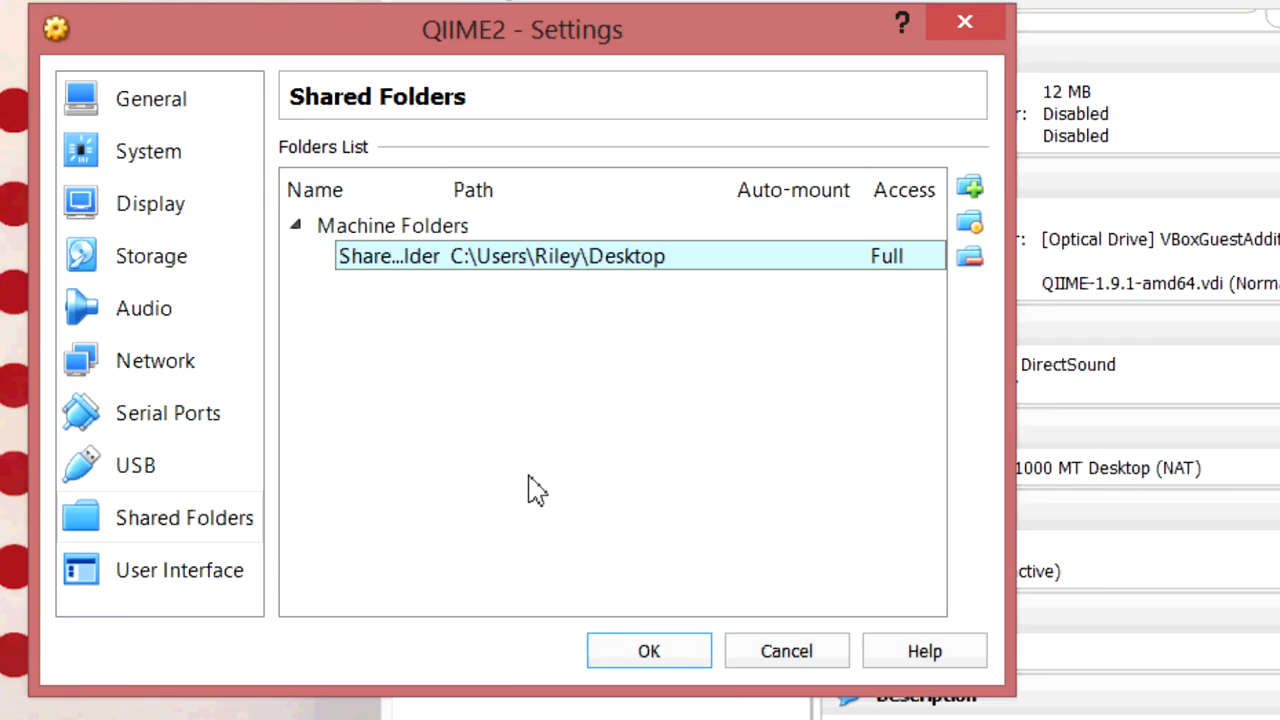 QIIME2 - Settings
?
General
System
Display
Storage
Audio
Network
Serial Ports
USB
Shared Folders
User Interface
Shared Folders
Folders List
Name Path Auto-mount Access
Machine Folders
Share...lder C:\Users\Riley\Desktop Full
OK Cancel Help
12 MB
r: Disabled
Disabled
r: [Optical Drive] VBoxGuestAddit
QIIME-1.9.1-amd64.vdi (Norma
DirectSound
1000 MT Desktop (NAT)
ctive)
Description